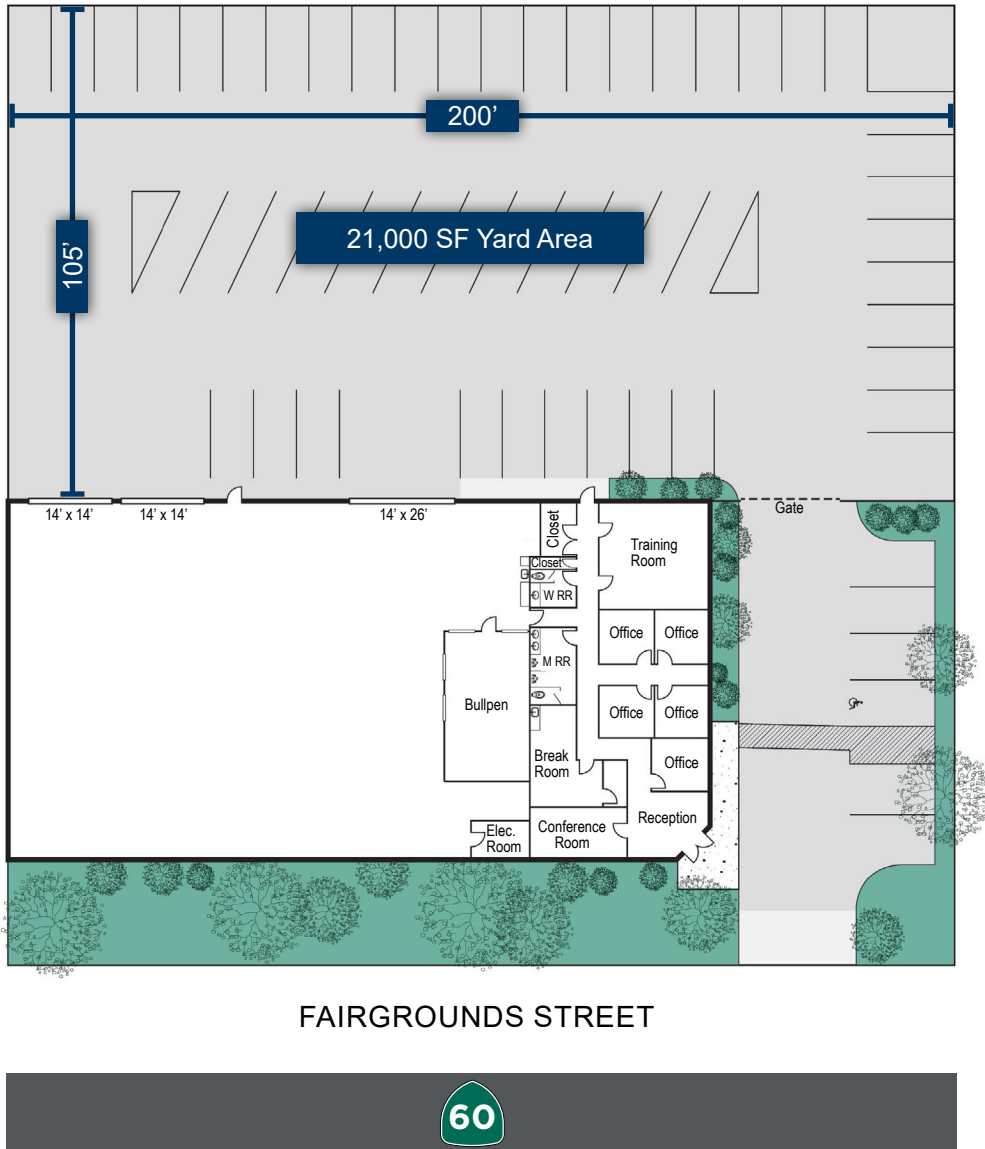 200’
21,000 SF Yard Area
105’
14’ x 14’
14’ x 14’
14’ x 26’
Gate
Closet
Training
Room
Closet
W RR
Office
Office
M RR
Bullpen
Office
Office
Break
Room
Office
Reception
Elec.
Room
Conference
Room
FAIRGROUNDS STREET
60